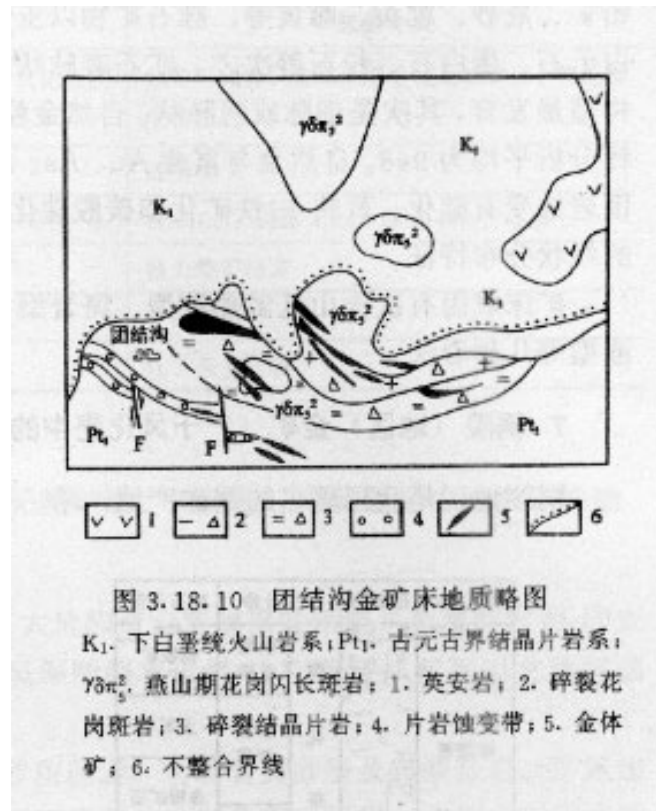 γδπ₅²
K₁
K₁
γδπ₅²
K₁
γδπ₅²
团结沟
γδπ₅²
Pt₁
F
F
Pt₁
1 2 3 4 5 6
图 3.18.10 团结沟金矿床地质略图
K₁. 下白垩统火山岩系；Pt₁. 古元古界结晶片岩系；
γδπ₅². 燕山期花岗闪长斑岩；1. 英安岩；2. 碎裂花
岗斑岩；3. 碎裂结晶片岩；4. 片岩蚀变带；5. 金体
矿；6. 不整合界线